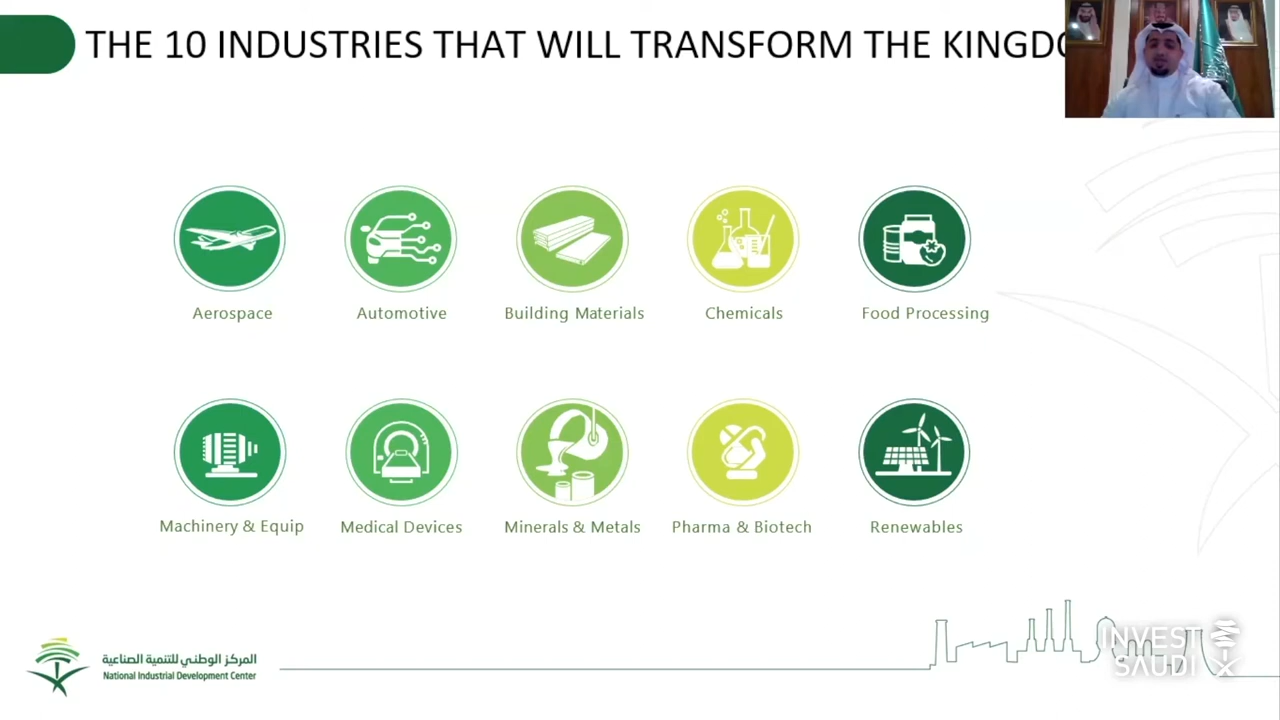 THE 10 INDUSTRIES THAT WILL TRANSFORM THE KINGDO
Aerospace
Automotive
Building Materials
Chemicals
Food Processing
Machinery & Equip
Medical Devices
Minerals & Metals
Pharma & Biotech
Renewables
المركز الوطني للتنمية الصناعية
National Industrial Development Center
INVEST
SAUDI